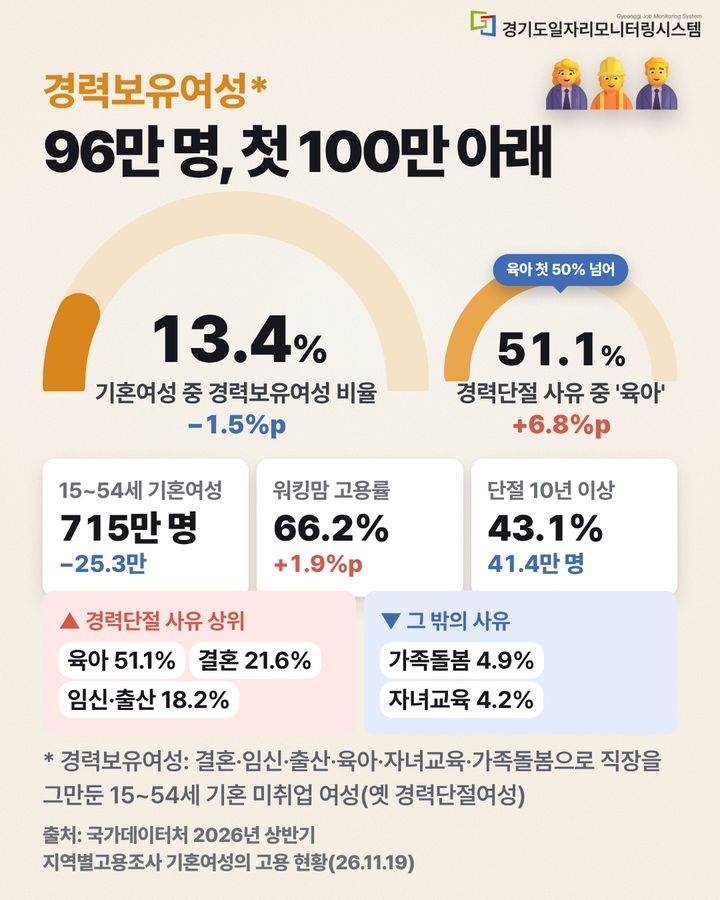 Gyeonggi Job Monitoring System
경기도일자리모니터링시스템
경력보유여성*
96만 명, 첫 100만 아래
육아 첫 50% 넘어
13.4%
기혼여성 중 경력보유여성 비율
−1.5%p
51.1%
경력단절 사유 중 '육아'
+6.8%p
15~54세 기혼여성
715만 명
−25.3만
워킹맘 고용률
66.2%
+1.9%p
단절 10년 이상
43.1%
41.4만 명
▲ 경력단절 사유 상위
육아 51.1% 결혼 21.6%
임신·출산 18.2%
▼ 그 밖의 사유
가족돌봄 4.9%
자녀교육 4.2%
* 경력보유여성: 결혼·임신·출산·육아·자녀교육·가족돌봄으로 직장을
그만둔 15~54세 기혼 미취업 여성(옛 경력단절여성)
출처: 국가데이터처 2026년 상반기
지역별고용조사 기혼여성의 고용 현황(26.11.19)